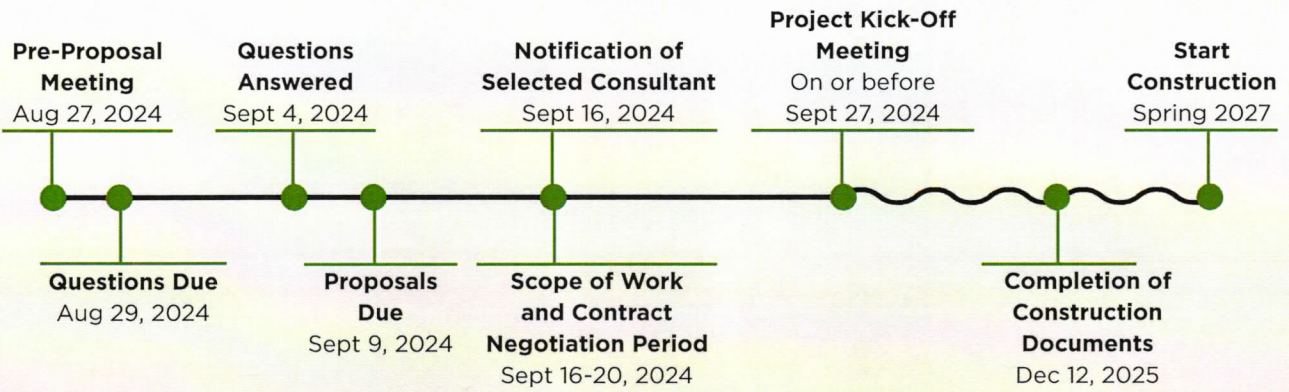 Pre-Proposal
Meeting
Aug 27, 2024
Questions
Answered
Sept 4, 2024
Notification of
Selected Consultant
Sept 16, 2024
Project Kick-Off
Meeting
On or before
Sept 27, 2024
Start
Construction
Spring 2027
Questions Due
Aug 29, 2024
Proposals
Due
Sept 9, 2024
Scope of Work
and Contract
Negotiation Period
Sept 16-20, 2024
Completion of
Construction
Documents
Dec 12, 2025